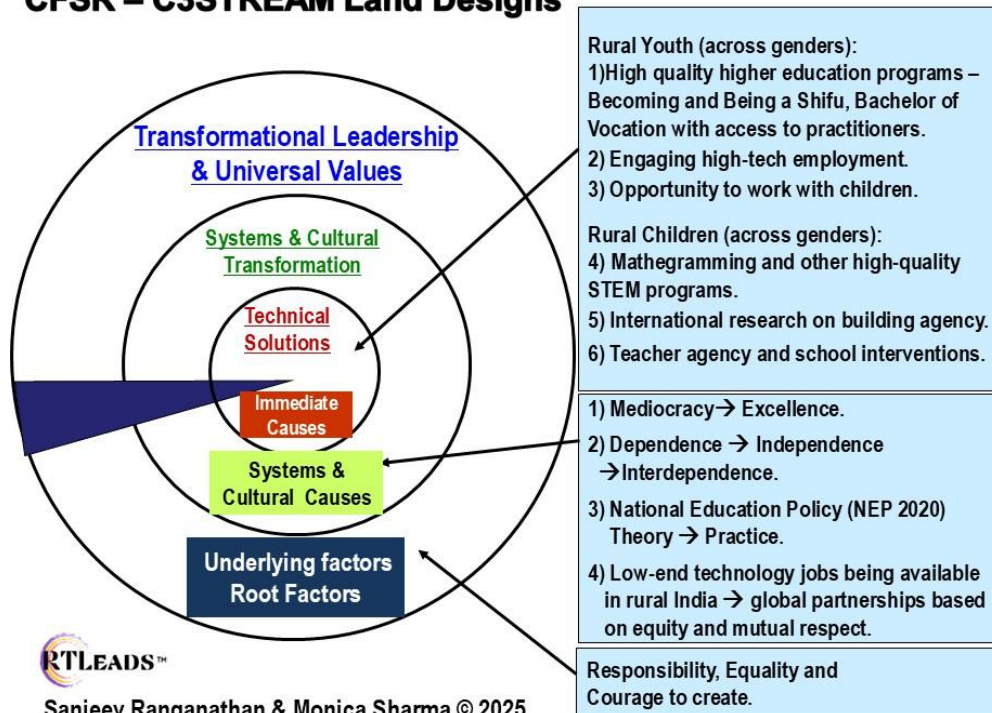 CFSR – C3STREAM Land Designs
Transformational Leadership
& Universal Values
Systems & Cultural
Transformation
Technical
Solutions
Immediate
Causes
Systems &
Cultural Causes
Underlying factors
Root Factors
Rural Youth (across genders):
1)High quality higher education programs –
Becoming and Being a Shifu, Bachelor of
Vocation with access to practitioners.
2) Engaging high-tech employment.
3) Opportunity to work with children.
Rural Children (across genders):
4) Mathegramming and other high-quality
STEM programs.
5) International research on building agency.
6) Teacher agency and school interventions.
1) Mediocracy→ Excellence.
2) Dependence → Independence
→Interdependence.
3) National Education Policy (NEP 2020)
Theory → Practice.
4) Low-end technology jobs being available
in rural India → global partnerships based
on equity and mutual respect.
Responsibility, Equality and
Courage to create.
RTLEADS™
Sanjeev Ranganathan & Monica Sharma © 2025